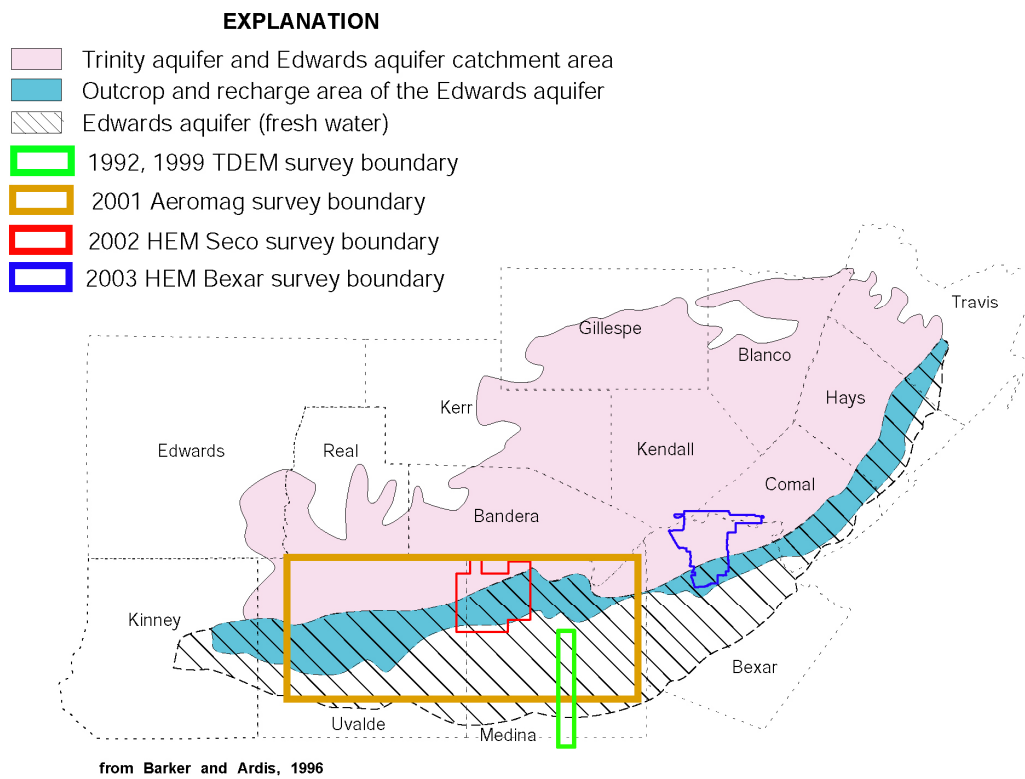 EXPLANATION
Trinity aquifer and Edwards aquifer catchment area
Outcrop and recharge area of the Edwards aquifer
Edwards aquifer (fresh water)
1992, 1999 TDEM survey boundary
2001 Aeromag survey boundary
2002 HEM Seco survey boundary
2003 HEM Bexar survey boundary
Travis
Gillespe
Blanco
Kerr
Hays
Edwards
Real
Kendall
Comal
Bandera
Kinney
Bexar
Uvalde
Medina
from Barker and Ardis, 1996